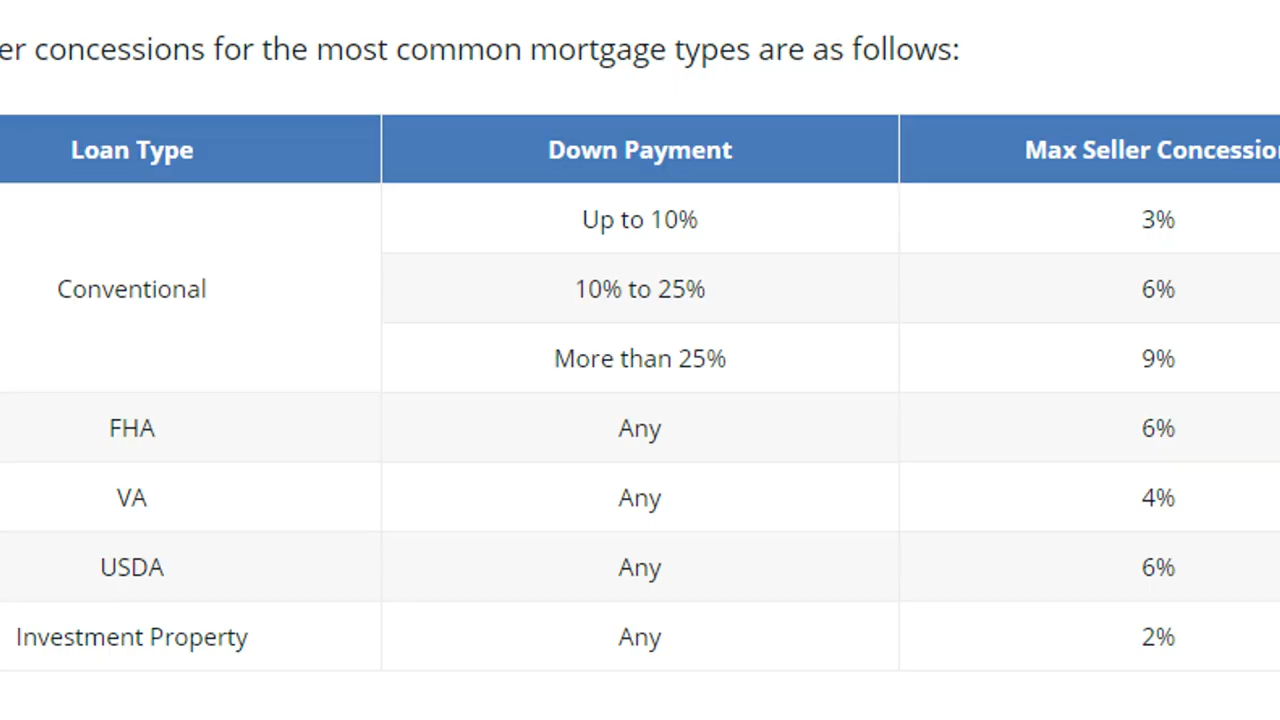 er concessions for the most common mortgage types are as follows:
Loan Type Down Payment Max Seller Concession
Up to 10% 3%
Conventional 10% to 25% 6%
More than 25% 9%
FHA Any 6%
VA Any 4%
USDA Any 6%
Investment Property Any 2%